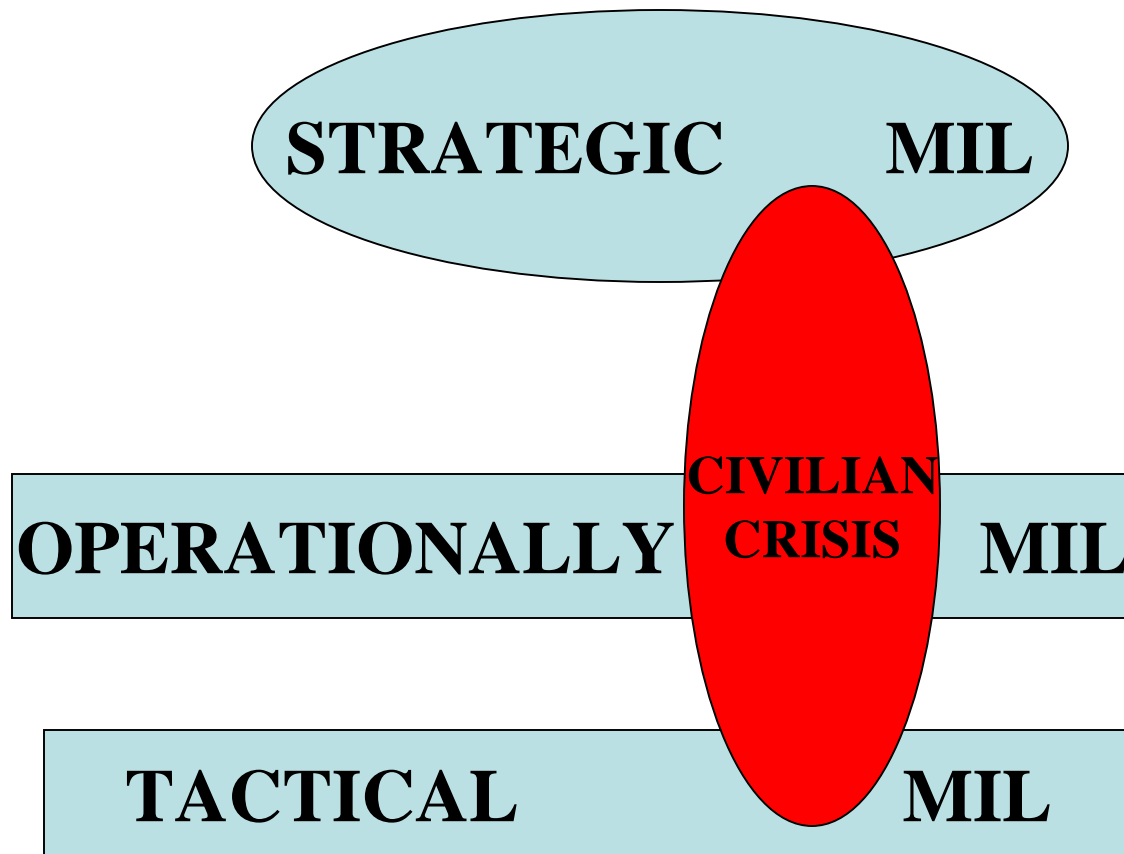 STRATEGIC MIL
CIVILIAN
CRISIS
OPERATIONALLY MIL
TACTICAL MIL